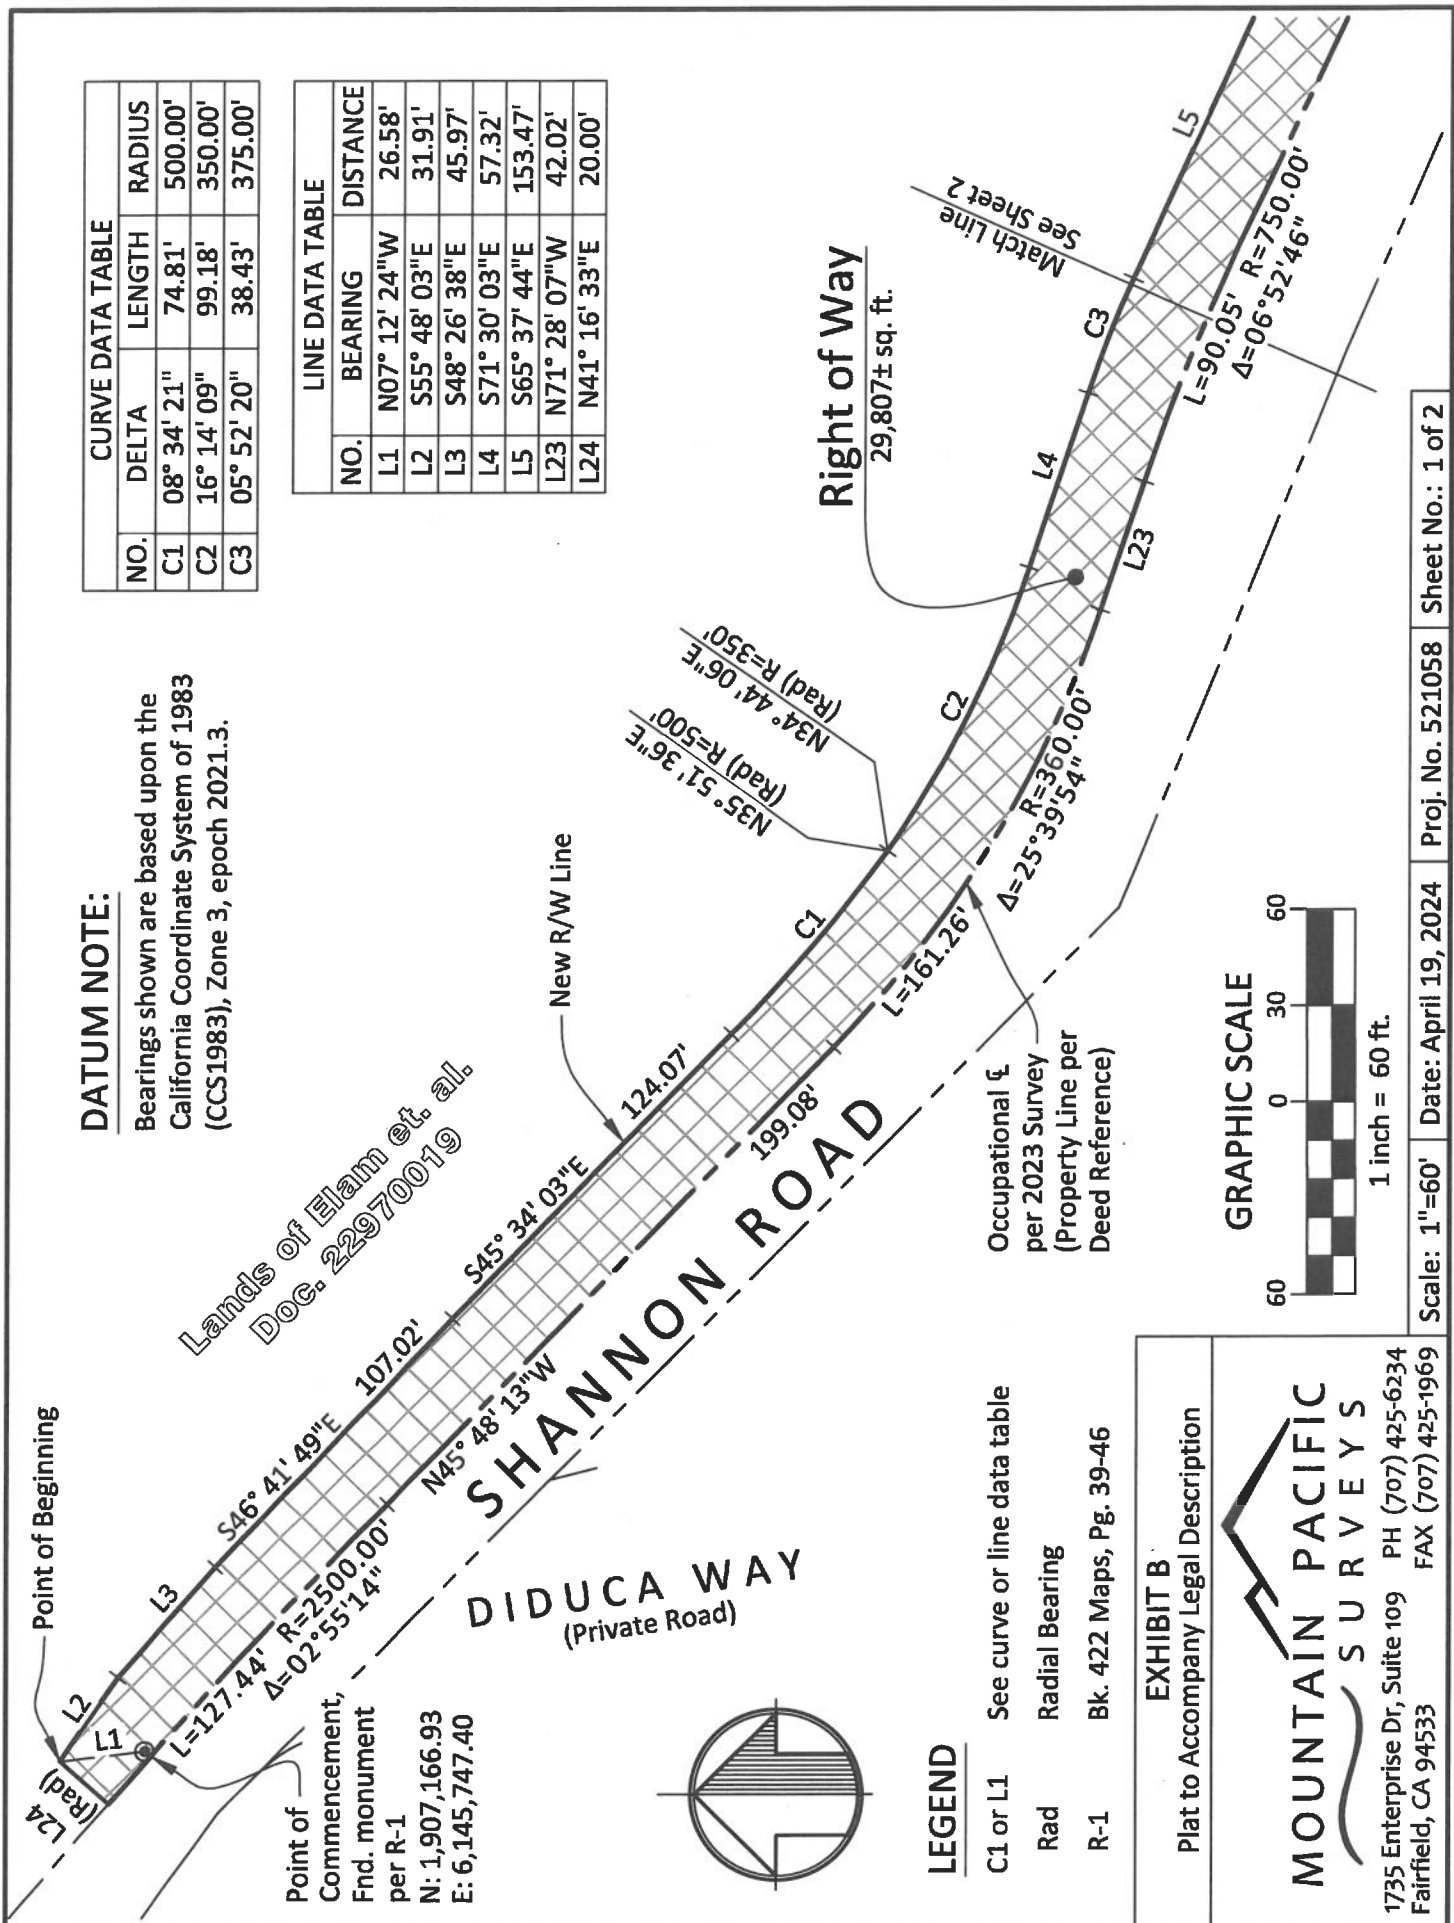 CURVE DATA TABLE
NO. DELTA LENGTH RADIUS
C1 08° 34' 21" 74.81' 500.00'
C2 16° 14' 09" 99.18' 350.00'
C3 05° 52' 20" 38.43' 375.00'
LINE DATA TABLE
NO. BEARING DISTANCE
L1 N07° 12' 24"W 26.58'
L2 S55° 48' 03"E 31.91'
L3 S48° 26' 38"E 45.97'
L4 S71° 30' 03"E 57.32'
L5 S65° 37' 44"E 153.47'
L23 N71° 28' 07"W 42.02'
L24 N41° 16' 33"E 20.00'
DATUM NOTE:
Bearings shown are based upon the
California Coordinate System of 1983
(CCS1983), Zone 3, epoch 2021.3.
Lands of Elam et. al.
Doc. 22970019
Point of Beginning
L24
(Rad)
L1
L2
L3
S46° 41' 49"E
107.02'
S45° 34' 03"E
124.07'
New R/W Line
C1
N35° 51' 36"E
(Rad) R=500'
N34° 44' 06"E
(Rad) R=350'
C2
Right of Way
29,807± sq. ft.
L4
C3
Match Line
See Sheet 2
L5
L=127.44' R=2500.00'
Δ=02°55'14"
N45° 48' 13"W
199.08'
L=161.26' R=360.00'
Δ=25°39'54"
L23
L=90.05' R=750.00'
Δ=06°52'46"
Point of
Commencement,
Fnd. monument
per R-1
N: 1,907,166.93
E: 6,145,747.40
SHANNON ROAD
DIDUCA WAY
(Private Road)
Occupational ℄
per 2023 Survey
(Property Line per
Deed Reference)
LEGEND
C1 or L1 See curve or line data table
Rad Radial Bearing
R-1 Bk. 422 Maps, Pg. 39-46
GRAPHIC SCALE
60 0 30 60
1 inch = 60 ft.
EXHIBIT B
Plat to Accompany Legal Description
MOUNTAIN PACIFIC
SURVEYS
1735 Enterprise Dr, Suite 109 PH (707) 425-6234
Fairfield, CA 94533 FAX (707) 425-1969
Scale: 1"=60' Date: April 19, 2024 Proj. No. 521058 Sheet No.: 1 of 2